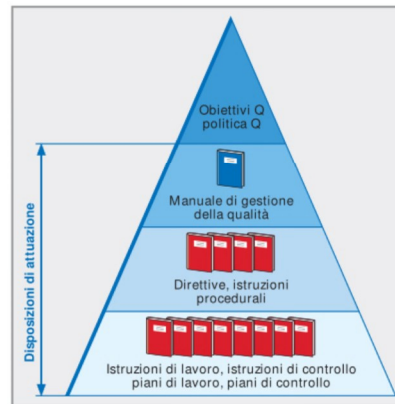 Obiettivi Q
politica Q
Manuale di gestione
della qualità
Direttive, istruzioni
procedurali
Istruzioni di lavoro, istruzioni di controllo
piani di lavoro, piani di controllo
Disposizioni di attuazione